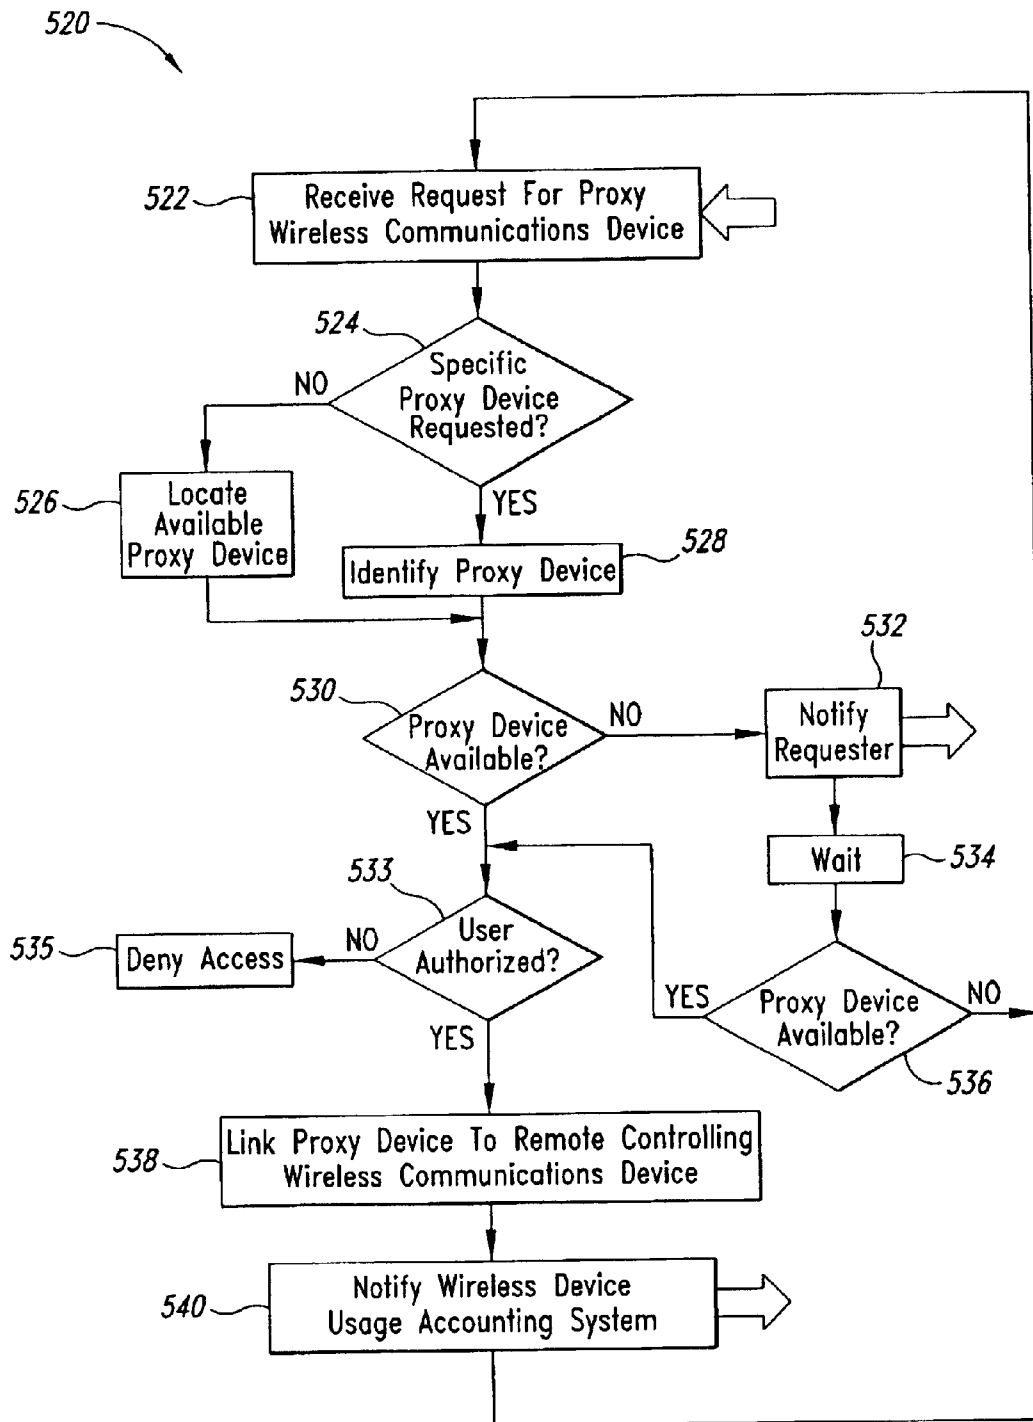 520
522
Receive Request For Proxy
Wireless Communications Device
524
Specific
Proxy Device
Requested?
NO
YES
526
Locate
Available
Proxy Device
528
Identify Proxy Device
530
Proxy Device
Available?
NO
YES
532
Notify
Requester
534
Wait
533
User
Authorized?
NO
YES
535
Deny Access
536
Proxy Device
Available?
YES
NO
538
Link Proxy Device To Remote Controlling
Wireless Communications Device
540
Notify Wireless Device
Usage Accounting System